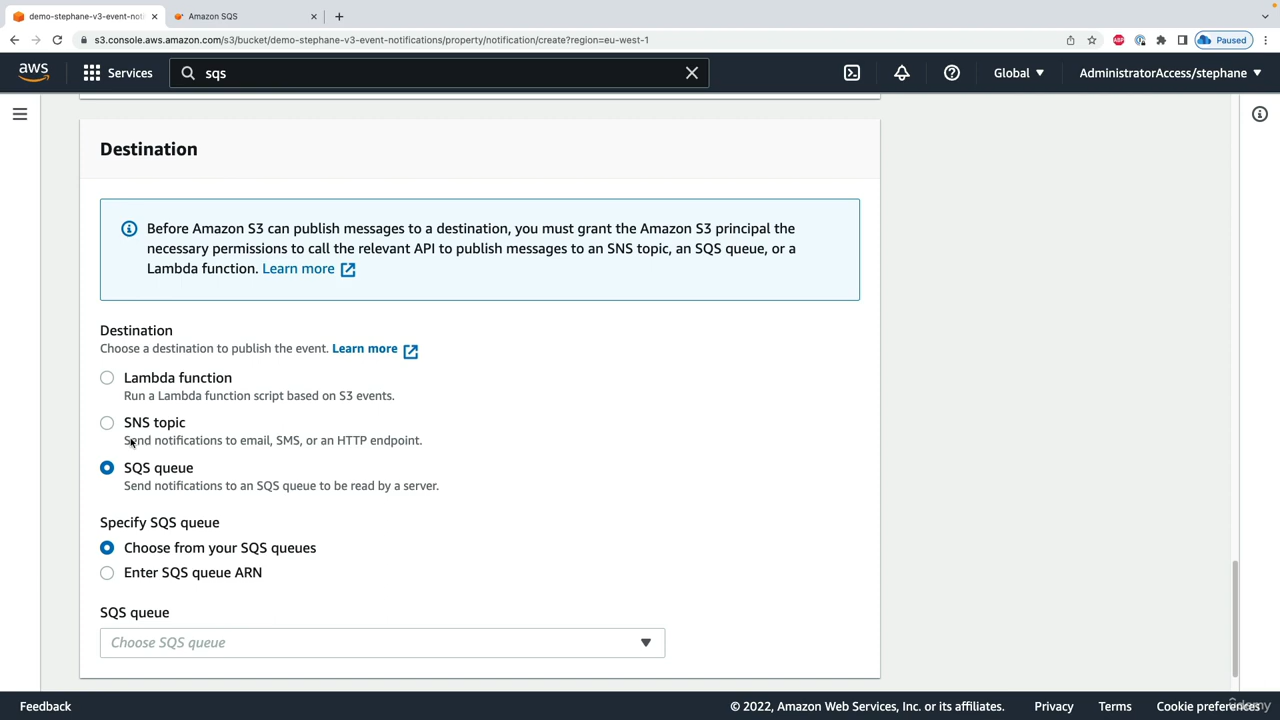 demo-stephane-v3-event-noti
Amazon SQS
s3.console.aws.amazon.com/s3/bucket/demo-stephane-v3-event-notifications/property/notification/create?region=eu-west-1
ABP
Paused
aws
Services
sqs
Global
AdministratorAccess/stephane
Destination
Before Amazon S3 can publish messages to a destination, you must grant the Amazon S3 principal the
necessary permissions to call the relevant API to publish messages to an SNS topic, an SQS queue, or a
Lambda function. Learn more
Destination
Choose a destination to publish the event. Learn more
Lambda function
Run a Lambda function script based on S3 events.
SNS topic
Send notifications to email, SMS, or an HTTP endpoint.
SQS queue
Send notifications to an SQS queue to be read by a server.
Specify SQS queue
Choose from your SQS queues
Enter SQS queue ARN
SQS queue
Choose SQS queue
Feedback
© 2022, Amazon Web Services, Inc. or its affiliates.
Privacy
Terms
Cookie preferences
Udemy